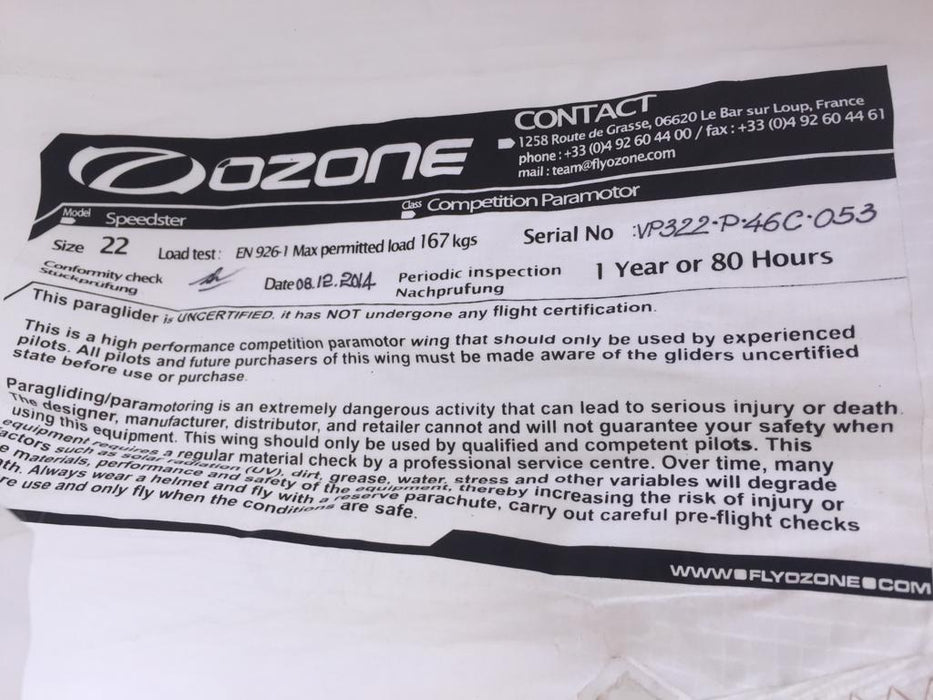 OZONE
CONTACT
1258 Route de Grasse, 06620 Le Bar sur Loup, France
phone : +33 (0)4 92 60 44 00 / fax : +33 (0)4 92 60 44 61
mail : team@flyozone.com
Model Speedster Class Competition Paramotor
Size 22 Load test : EN 926-1 Max permitted load 167 kgs Serial No :VP322-P-46C-053
Conformity check
Stückprüfung
Date 08.12.2014 Periodic inspection
Nachprufung
1 Year or 80 Hours
This paraglider is UNCERTIFIED, it has NOT undergone any flight certification.
This is a high performance competition paramotor wing that should only be used by experienced
pilots. All pilots and future purchasers of this wing must be made aware of the gliders uncertified
state before use or purchase
Paragliding/paramotoring is an extremely dangerous activity that can lead to serious injury or death.
The designer, manufacturer, distributor, and retailer cannot and will not guarantee your safety when
using this equipment. This wing should only be used by qualified and competent pilots. This
equipment requires a regular material check by a professional service centre. Over time, many
actors such as solar radiation (UV), dirt, grease, water, stress and other variables will degrade
e materials, performance and safety of the equipment, thereby increasing the risk of injury or
th. Always wear a helmet and fly with a reserve parachute, carry out careful pre-flight checks
re use and only fly when the conditions are safe.
WWW.FLYOZONE.COM